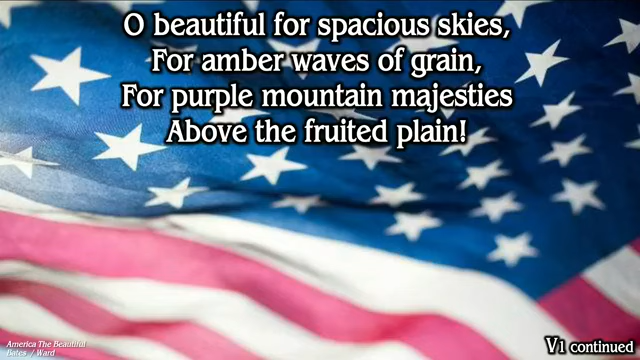 O beautiful for spacious skies,
For amber waves of grain,
For purple mountain majesties
Above the fruited plain!
America The Beautiful
Bates / Ward
V1 continued